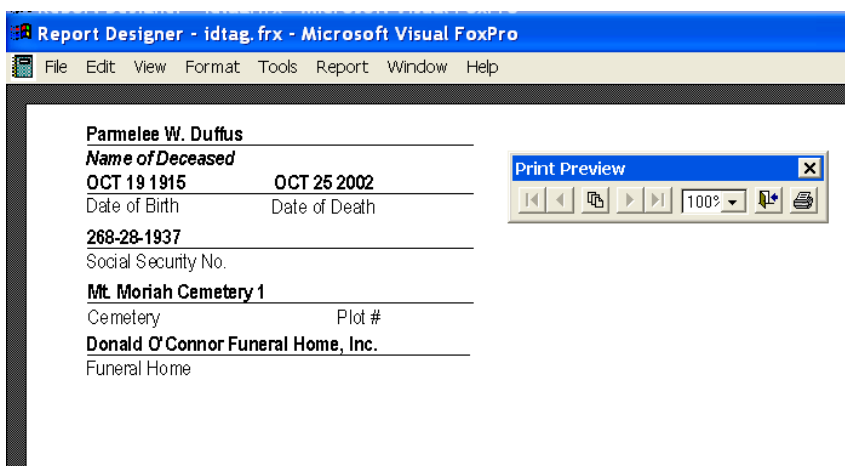 Report Designer - idtag.frx - Microsoft Visual FoxPro
File Edit View Format Tools Report Window Help
Parmelee W. Duffus
Name of Deceased
OCT 19 1915 OCT 25 2002
Date of Birth Date of Death
268-28-1937
Social Security No.
Mt. Moriah Cemetery 1
Cemetery Plot #
Donald O'Connor Funeral Home, Inc.
Funeral Home
Print Preview
100%